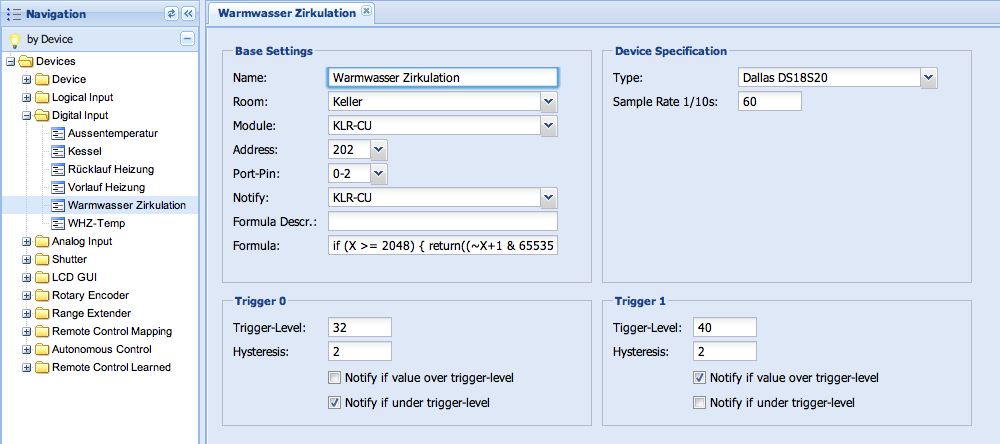 Navigation
by Device
Devices
Device
Logical Input
Digital Input
Aussentemperatur
Kessel
Rücklauf Heizung
Vorlauf Heizung
Warmwasser Zirkulation
WHZ-Temp
Analog Input
Shutter
LCD GUI
Rotary Encoder
Range Extender
Remote Control Mapping
Autonomous Control
Remote Control Learned
Warmwasser Zirkulation
Base Settings
Name: Warmwasser Zirkulation
Room: Keller
Module: KLR-CU
Address: 202
Port-Pin: 0-2
Notify: KLR-CU
Formula Descr.:
Formula: if (X >= 2048) { return((~X+1 & 65535
Device Specification
Type: Dallas DS18S20
Sample Rate 1/10s: 60
Trigger 0
Trigger-Level: 32
Hysteresis: 2
Notify if value over trigger-level
Notify if under trigger-level
Trigger 1
Tigger-Level: 40
Hysteresis: 2
Notify if value over trigger-level
Notify if under trigger-level